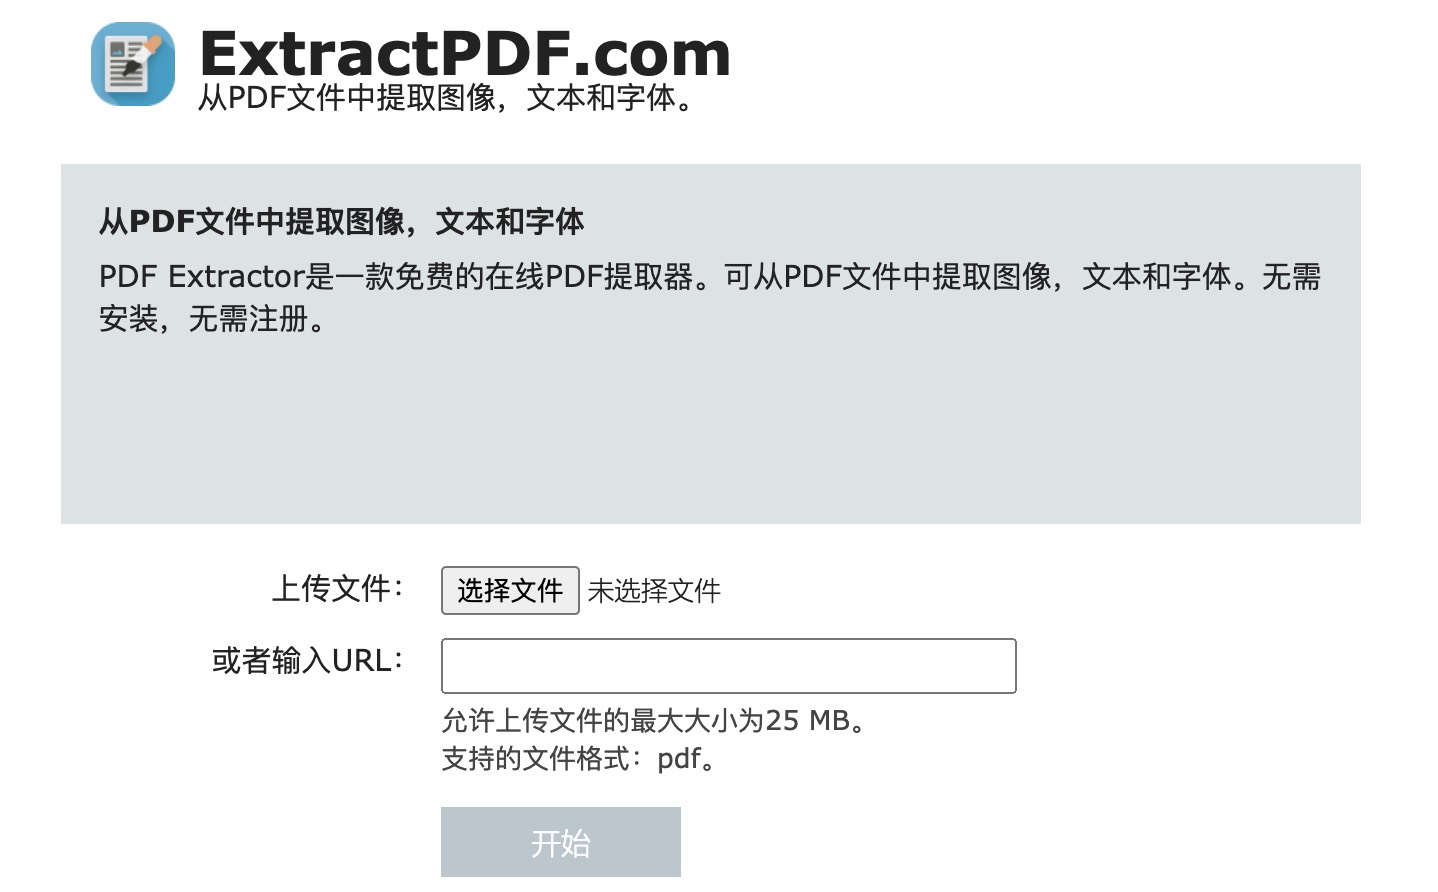 ExtractPDF.com
从PDF文件中提取图像，文本和字体。
从PDF文件中提取图像，文本和字体
PDF Extractor是一款免费的在线PDF提取器。可从PDF文件中提取图像，文本和字体。无需
安装，无需注册。
上传文件： 选择文件 未选择文件
或者输入URL：
允许上传文件的最大大小为25 MB。
支持的文件格式：pdf。
开始